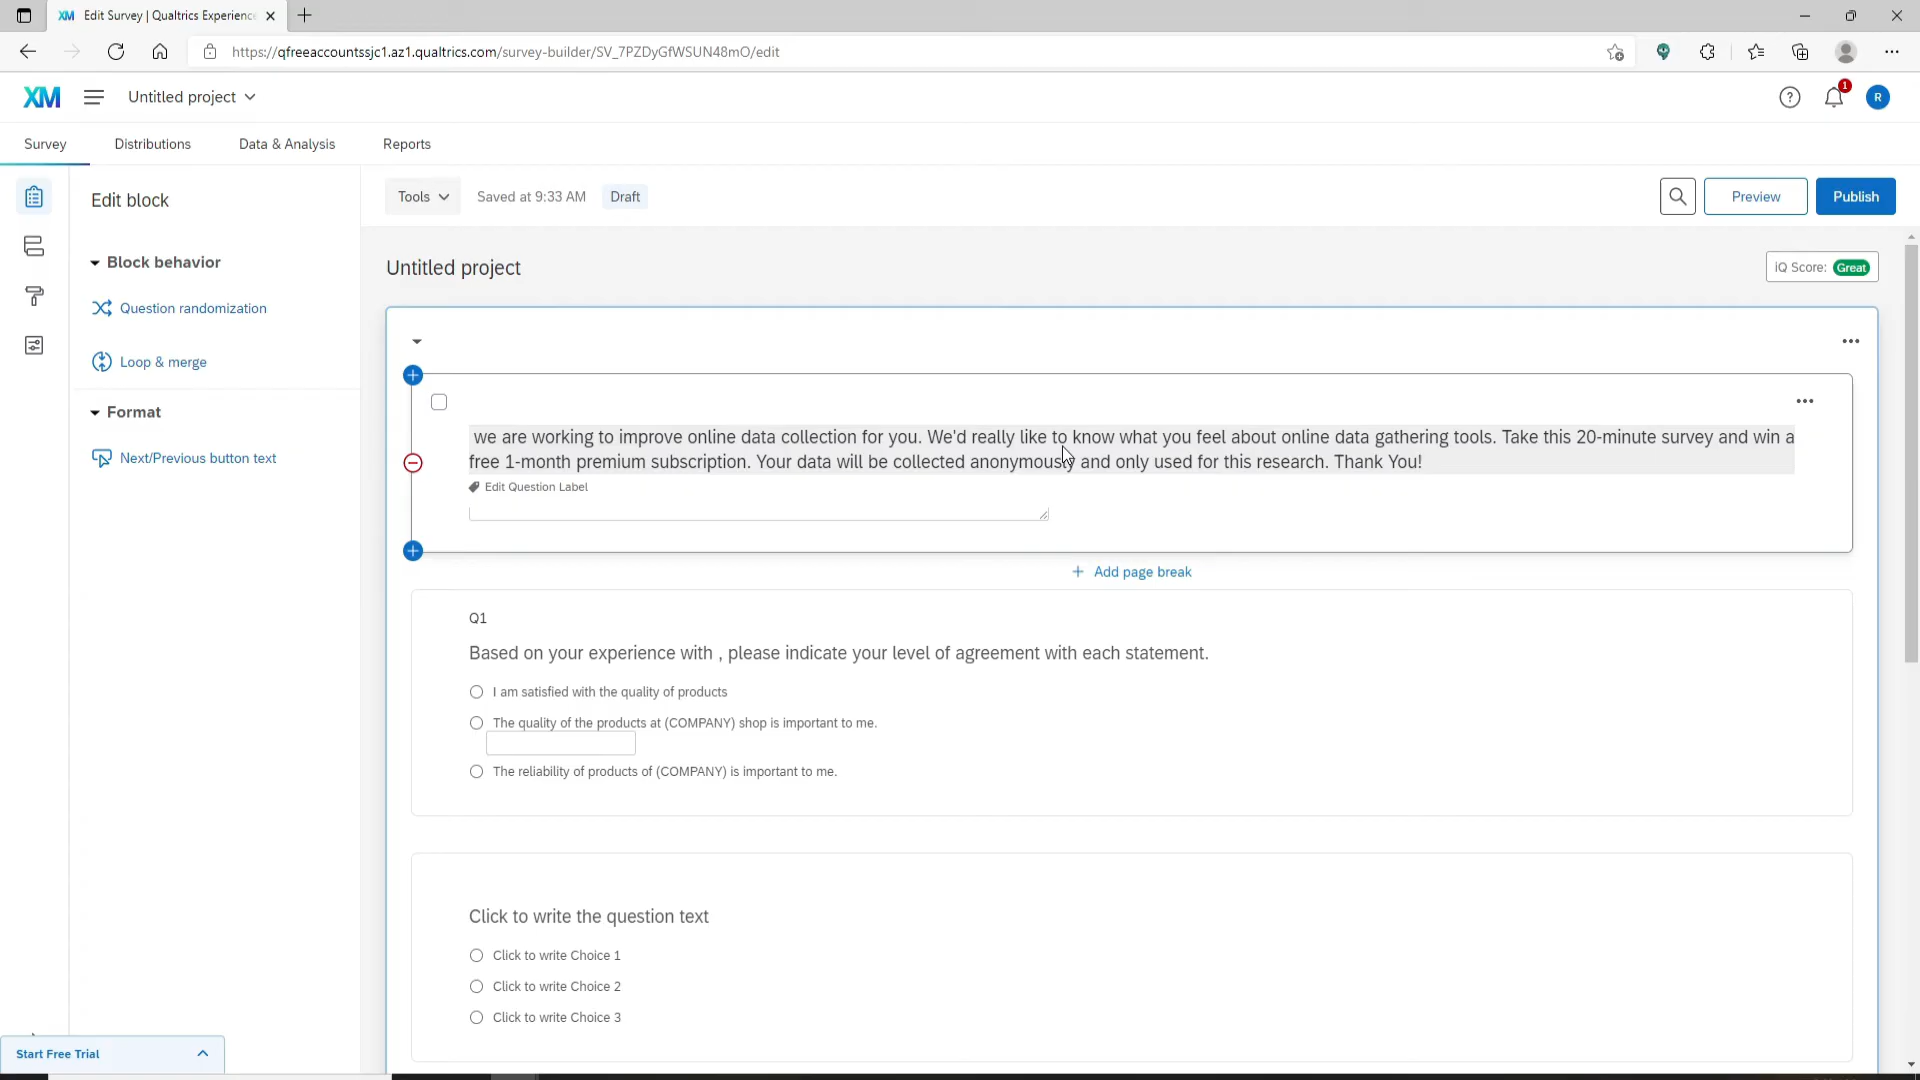 Edit Survey | Qualtrics Experience
https://qfreeaccountssjc1.az1.qualtrics.com/survey-builder/SV_7PZDyGfWSUN48mO/edit
XM
Untitled project
1
R
Survey
Distributions
Data & Analysis
Reports
Edit block
Tools
Saved at 9:33 AM
Draft
Preview
Publish
Block behavior
Question randomization
Loop & merge
Format
Next/Previous button text
Untitled project
iQ Score: Great
we are working to improve online data collection for you. We'd really like to know what you feel about online data gathering tools. Take this 20-minute survey and win a
free 1-month premium subscription. Your data will be collected anonymously and only used for this research. Thank You!
Edit Question Label
Add page break
Q1
Based on your experience with , please indicate your level of agreement with each statement.
I am satisfied with the quality of products
The quality of the products at (COMPANY) shop is important to me.
The reliability of products of (COMPANY) is important to me.
Click to write the question text
Click to write Choice 1
Click to write Choice 2
Click to write Choice 3
Start Free Trial